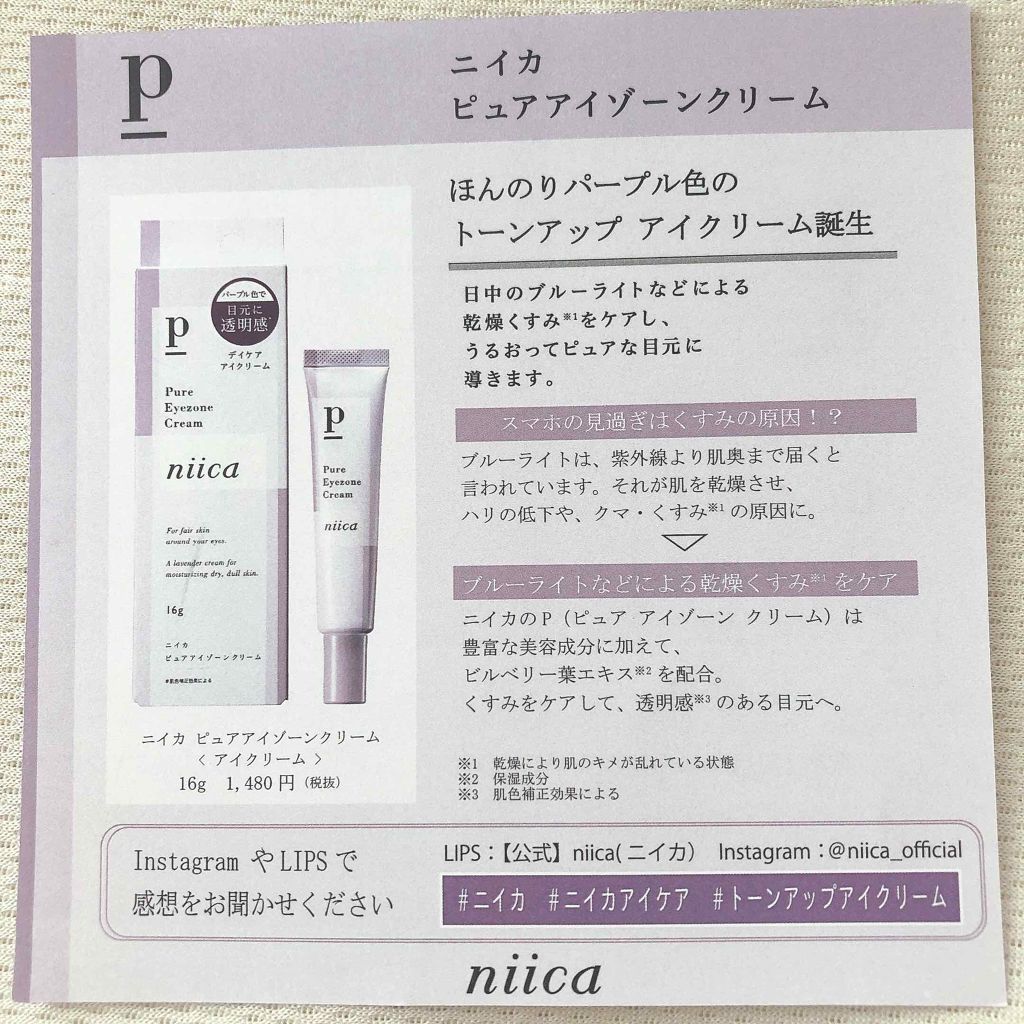 p
ニイカ
ピュアアイゾーンクリーム
ほんのりパープル色の
トーンアップ アイクリーム誕生
日中のブルーライトなどによる
乾燥くすみ※1をケアし、
うるおってピュアな目元に
導きます。
スマホの見過ぎはくすみの原因！？
ブルーライトは、紫外線より肌奥まで届くと
言われています。それが肌を乾燥させ、
ハリの低下や、クマ・くすみ※1 の原因に。
ブルーライトなどによる乾燥くすみ※1 をケア
ニイカのP（ピュア アイゾーン クリーム）は
豊富な美容成分に加えて、
ビルベリー葉エキス※2 を配合。
くすみをケアして、透明感※3 のある目元へ。
※1 乾燥により肌のキメが乱れている状態
※2 保湿成分
※3 肌色補正効果による
パープル色で
目元に
透明感#
デイケア
アイクリーム
p
Pure
Eyezone
Cream
niica
For fair skin
around your eyes.
A lavender cream for
moisturizing dry, dull skin.
16g
ニイカ
ピュアアイゾーンクリーム
#肌色補正効果による
p
Pure
Eyezone
Cream
niica
ニイカ ピュアアイゾーンクリーム
〈 アイクリーム 〉
16g 1,480 円（税抜）
Instagram やLIPS で
感想をお聞かせください
LIPS：【公式】niica( ニイカ） Instagram：@niica_official
#ニイカ #ニイカアイケア #トーンアップアイクリーム
niica